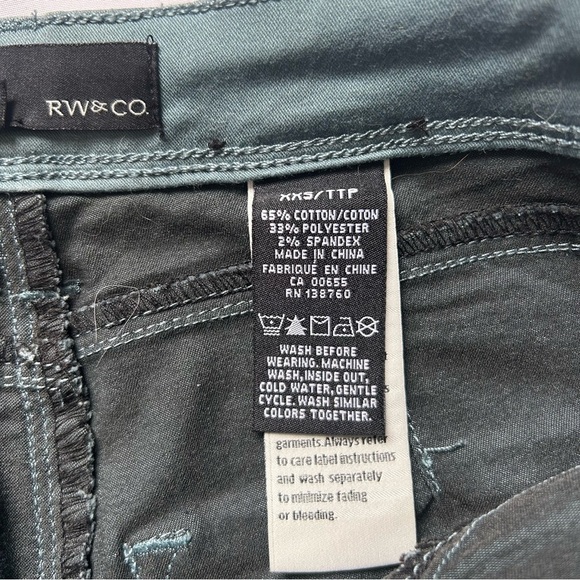 RW&CO.
XXS/TTP
65% COTTON/COTON
33% POLYESTER
2% SPANDEX
MADE IN CHINA
FABRIQUÉ EN CHINE
CA 00655
RN 138760
WASH BEFORE
WEARING. MACHINE
WASH, INSIDE OUT,
COLD WATER, GENTLE
CYCLE. WASH SIMILAR
COLORS TOGETHER.
garments. Always refer
to care label instructions
and wash separately
to minimize fading
or bleeding.